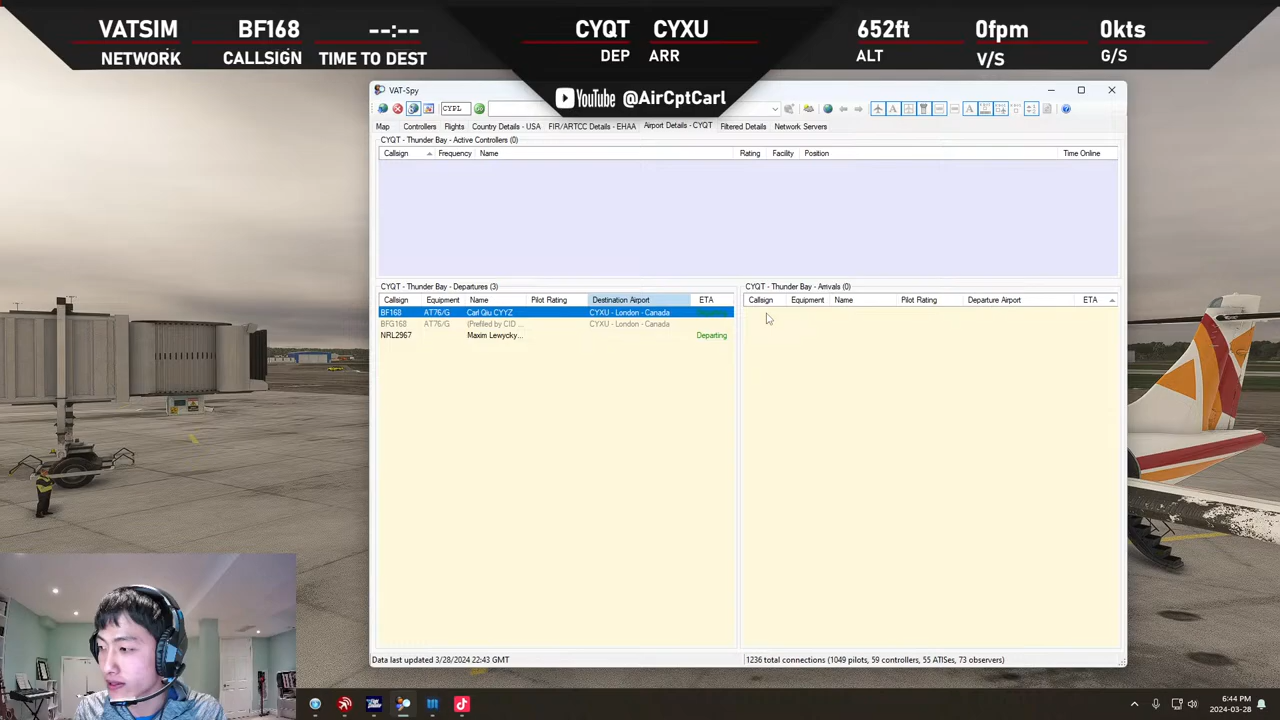 VATSIM BF168 --:-- CYQT CYXU 652ft 0fpm 0kts
NETWORK CALLSIGN TIME TO DEST DEP ARR ALT V/S G/S
YouTube @AirCptCarl
VAT-Spy
CYPL
Map Controllers Flights Country Details - USA FIR/ARTCC Details - EHAA Airport Details - CYQT Filtered Details Network Servers
CYQT - Thunder Bay - Active Controllers (0)
Callsign Frequency Name Rating Facility Position Time Online
CYQT - Thunder Bay - Departures (3)
Callsign Equipment Name Pilot Rating Destination Airport ETA
BF168 AT76/G Carl Qiu CYYZ CYXU - London - Canada
BFG168 AT76/G (Prefiled by CID ... CYXU - London - Canada
NRL2967 Maxim Lewycky... Departing
CYQT - Thunder Bay - Arrivals (0)
Callsign Equipment Name Pilot Rating Departure Airport ETA
Data last updated 3/28/2024 22:43 GMT
1236 total connections (1049 pilots, 59 controllers, 55 ATISes, 73 observers)
6:44 PM
2024-03-28